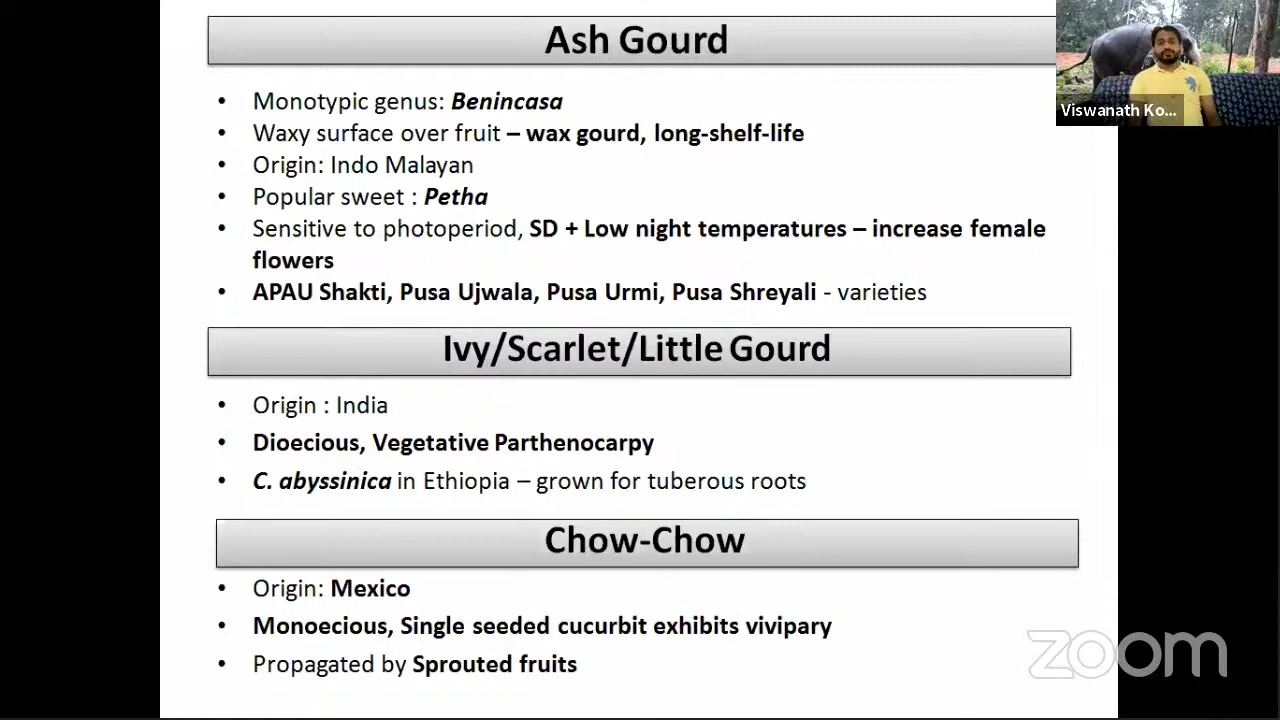 Ash Gourd
• Monotypic genus: Benincasa
• Waxy surface over fruit – wax gourd, long-shelf-life
• Origin: Indo Malayan
• Popular sweet : Petha
• Sensitive to photoperiod, SD + Low night temperatures – increase female
flowers
• APAU Shakti, Pusa Ujwala, Pusa Urmi, Pusa Shreyali - varieties
Ivy/Scarlet/Little Gourd
• Origin : India
• Dioecious, Vegetative Parthenocarpy
• C. abyssinica in Ethiopia – grown for tuberous roots
Chow-Chow
• Origin: Mexico
• Monoecious, Single seeded cucurbit exhibits vivipary
• Propagated by Sprouted fruits
Viswanath Ko...
zoom